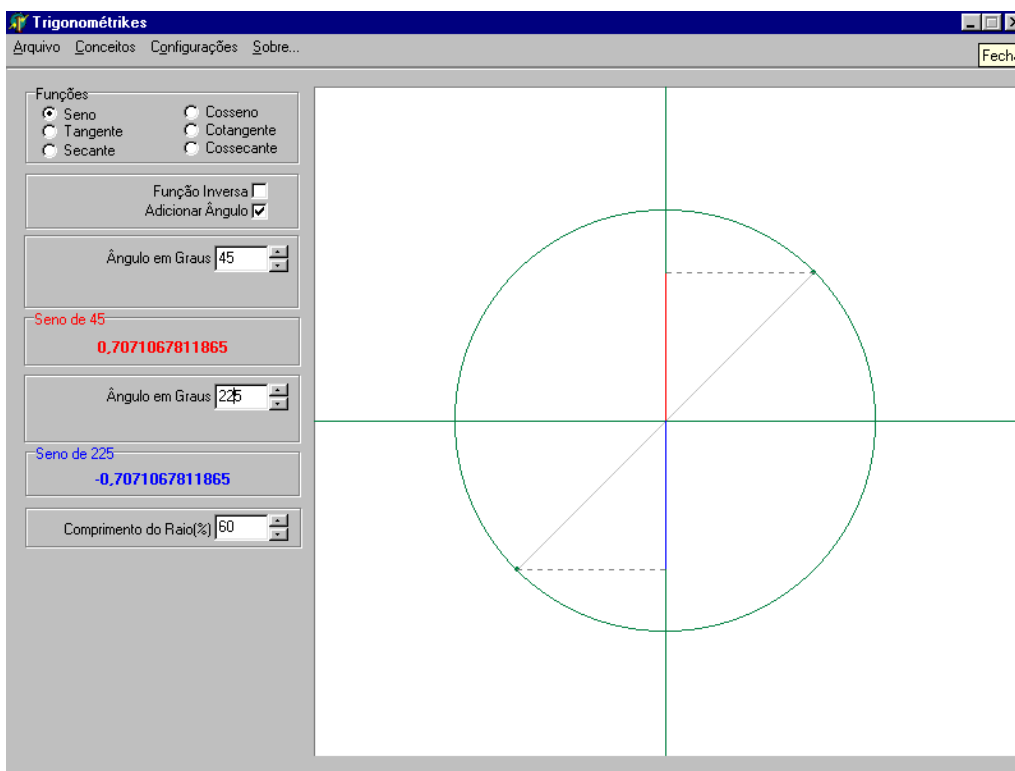 Trigonométrikes
Arquivo Conceitos Configurações Sobre...
Fech
Funções
Seno Cosseno
Tangente Cotangente
Secante Cossecante
Função Inversa
Adicionar Ângulo
Ângulo em Graus 45
Seno de 45
0,7071067811865
Ângulo em Graus 225
Seno de 225
-0,7071067811865
Comprimento do Raio(%) 60